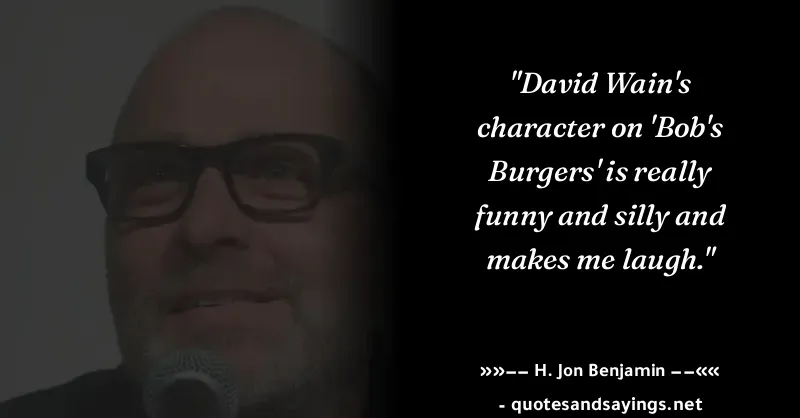 "David Wain's
character on 'Bob's
Burgers' is really
funny and silly and
makes me laugh."
»»−− H. Jon Benjamin −−««
- quotesandsayings.net